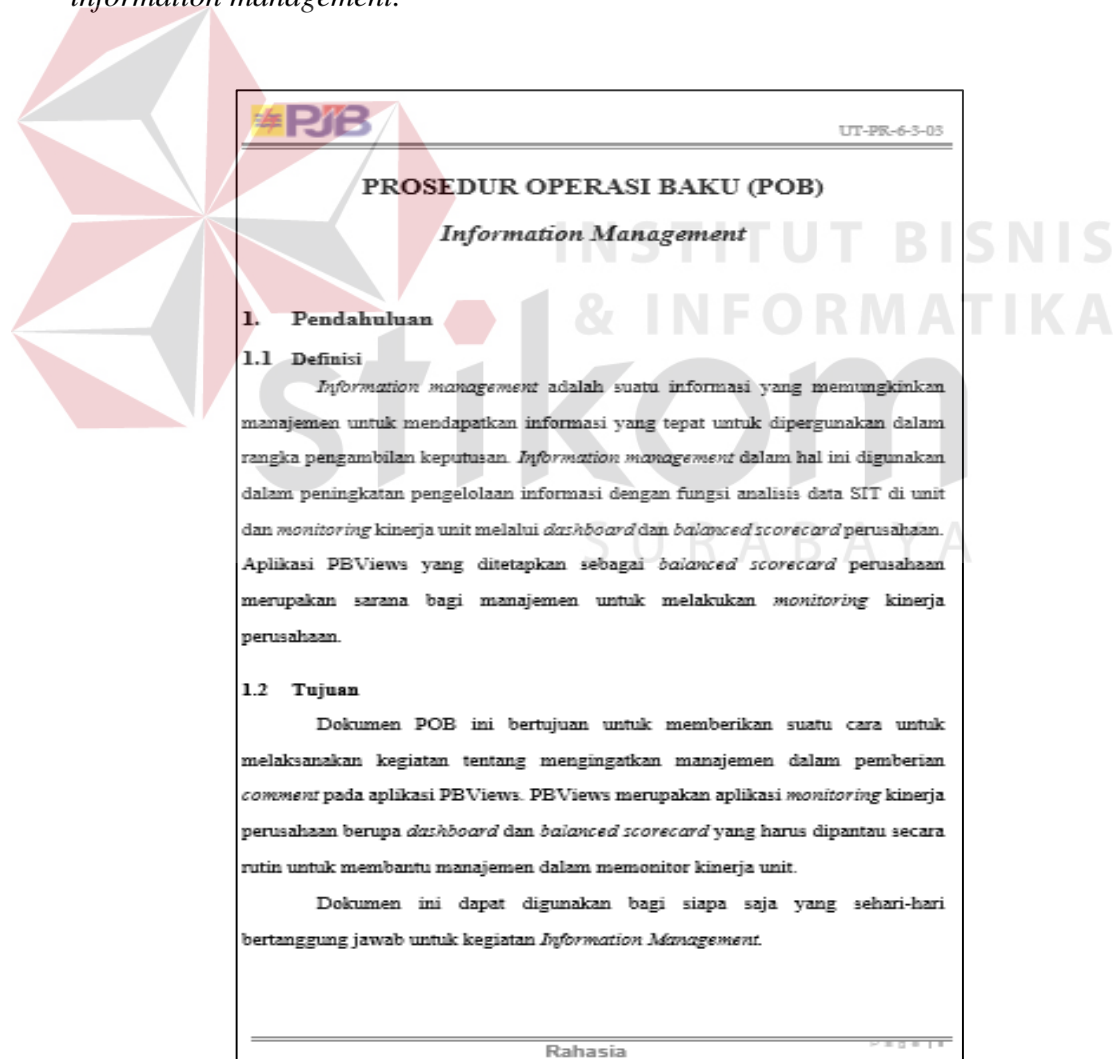 information management.
PJB
UT-PR-6-3-03
PROSEDUR OPERASI BAKU (POB)
Information Management
INSTITUT BISNIS
& INFORMATIKA
stikom
SURABAYA
1. Pendahuluan
1.1 Definisi
Information management adalah suatu informasi yang memungkinkan
manajemen untuk mendapatkan informasi yang tepat untuk dipergunakan dalam
rangka pengambilan keputusan. Information management dalam hal ini digunakan
dalam peningkatan pengelolaan informasi dengan fungsi analisis data SIT di unit
dan monitoring kinerja unit melalui dashboard dan balanced scorecard perusahaan.
Aplikasi PBViews yang ditetapkan sebagai balanced scorecard perusahaan
merupakan sarana bagi manajemen untuk melakukan monitoring kinerja
perusahaan.
1.2 Tujuan
Dokumen POB ini bertujuan untuk memberikan suatu cara untuk
melaksanakan kegiatan tentang mengingatkan manajemen dalam pemberian
comment pada aplikasi PBViews. PBViews merupakan aplikasi monitoring kinerja
perusahaan berupa dashboard dan balanced scorecard yang harus dipantau secara
rutin untuk membantu manajemen dalam memonitor kinerja unit.
Dokumen ini dapat digunakan bagi siapa saja yang sehari-hari
bertanggung jawab untuk kegiatan Information Management.
Rahasia